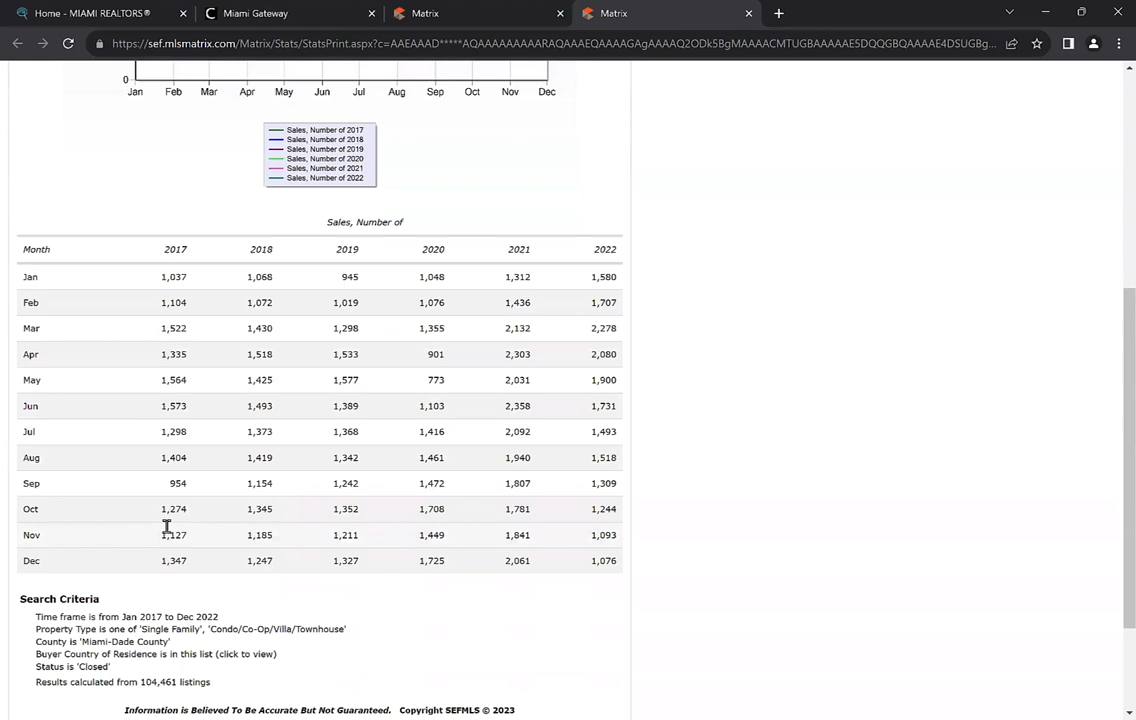 Home - MIAMI REALTORS® Miami Gateway Matrix Matrix
https://sef.mlsmatrix.com/Matrix/Stats/StatsPrint.aspx?c=AAEAAAD*****AQAAAAAAAAARAQAAAEQAAAAGAgAAAAQ2ODk5BgMAAAACMTUGBAAAAAE5DQQGBQAAAAE4DSUGBg...
0
Jan Feb Mar Apr May Jun Jul Aug Sep Oct Nov Dec
Sales, Number of 2017
Sales, Number of 2018
Sales, Number of 2019
Sales, Number of 2020
Sales, Number of 2021
Sales, Number of 2022
Sales, Number of
Month 2017 2018 2019 2020 2021 2022
Jan 1,037 1,068 945 1,048 1,312 1,580
Feb 1,104 1,072 1,019 1,076 1,436 1,707
Mar 1,522 1,430 1,298 1,355 2,132 2,278
Apr 1,335 1,518 1,533 901 2,303 2,080
May 1,564 1,425 1,577 773 2,031 1,900
Jun 1,573 1,493 1,389 1,103 2,358 1,731
Jul 1,298 1,373 1,368 1,416 2,092 1,493
Aug 1,404 1,419 1,342 1,461 1,940 1,518
Sep 954 1,154 1,242 1,472 1,807 1,309
Oct 1,274 1,345 1,352 1,708 1,781 1,244
Nov 1,127 1,185 1,211 1,449 1,841 1,093
Dec 1,347 1,247 1,327 1,725 2,061 1,076
Search Criteria
Time frame is from Jan 2017 to Dec 2022
Property Type is one of 'Single Family', 'Condo/Co-Op/Villa/Townhouse'
County is 'Miami-Dade County'
Buyer Country of Residence is in this list (click to view)
Status is 'Closed'
Results calculated from 104,461 listings
Information is Believed To Be Accurate But Not Guaranteed. Copyright SEFMLS © 2023